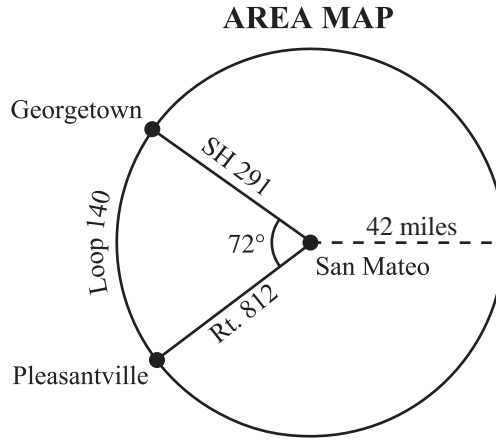 AREA MAP
Georgetown
SH 291
Loop 140
72°
42 miles
San Mateo
Rt. 812
Pleasantville